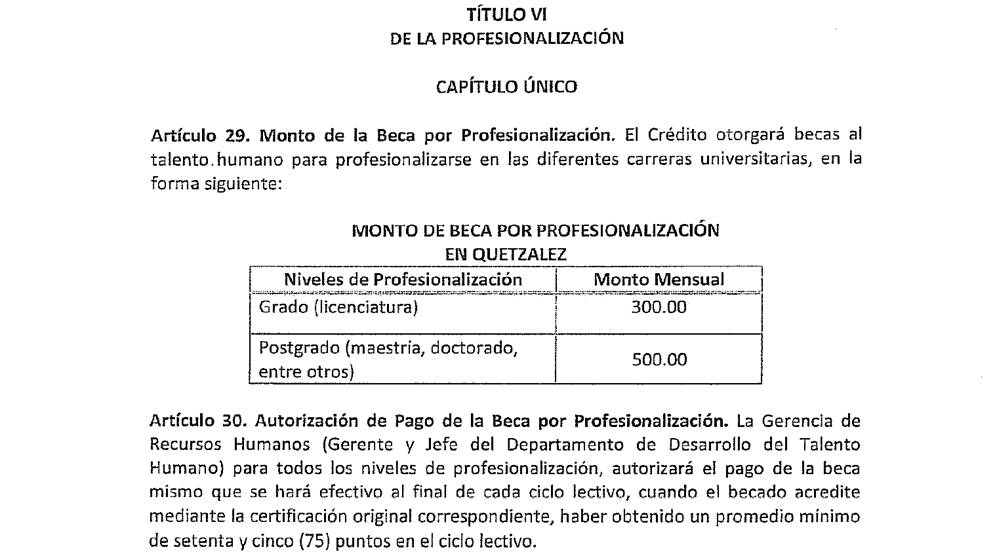 TÍTULO VI
DE LA PROFESIONALIZACIÓN
CAPÍTULO ÚNICO
Artículo 29. Monto de la Beca por Profesionalización. El Crédito otorgará becas al
talento.humano para profesionalizarse en las diferentes carreras universitarias, en la
forma siguiente:
MONTO DE BECA POR PROFESIONALIZACIÓN
EN QUETZALEZ
Niveles de Profesionalización Monto Mensual
Grado (licenciatura) 300.00
Postgrado (maestría, doctorado,
entre otros) 500.00
Artículo 30. Autorización de Pago de la Beca por Profesionalización. La Gerencia de
Recursos Humanos (Gerente y Jefe del Departamento de Desarrollo del Talento
Humano) para todos los niveles de profesionalización, autorizará el pago de la beca
mismo que se hará efectivo al final de cada ciclo lectivo, cuando el becado acredite
mediante la certificación original correspondiente, haber obtenido un promedio mínimo
de setenta y cinco (75) puntos en el ciclo lectivo.